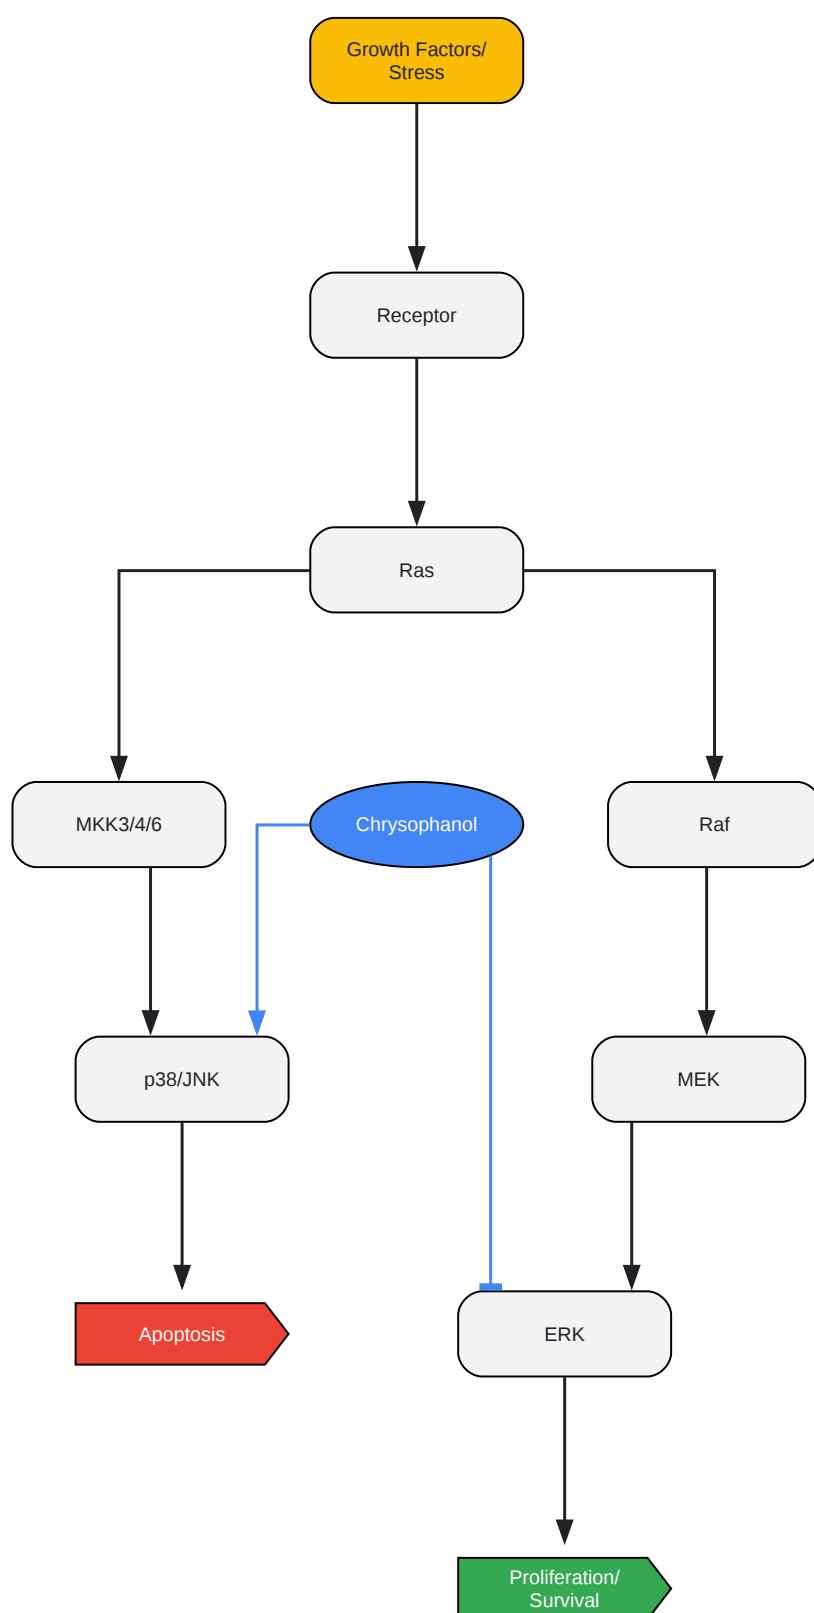 Growth Factors/
Stress
Receptor
Ras
MKK3/4/6
Chrysophanol
Raf
p38/JNK
MEK
Apoptosis
ERK
Proliferation/
Survival